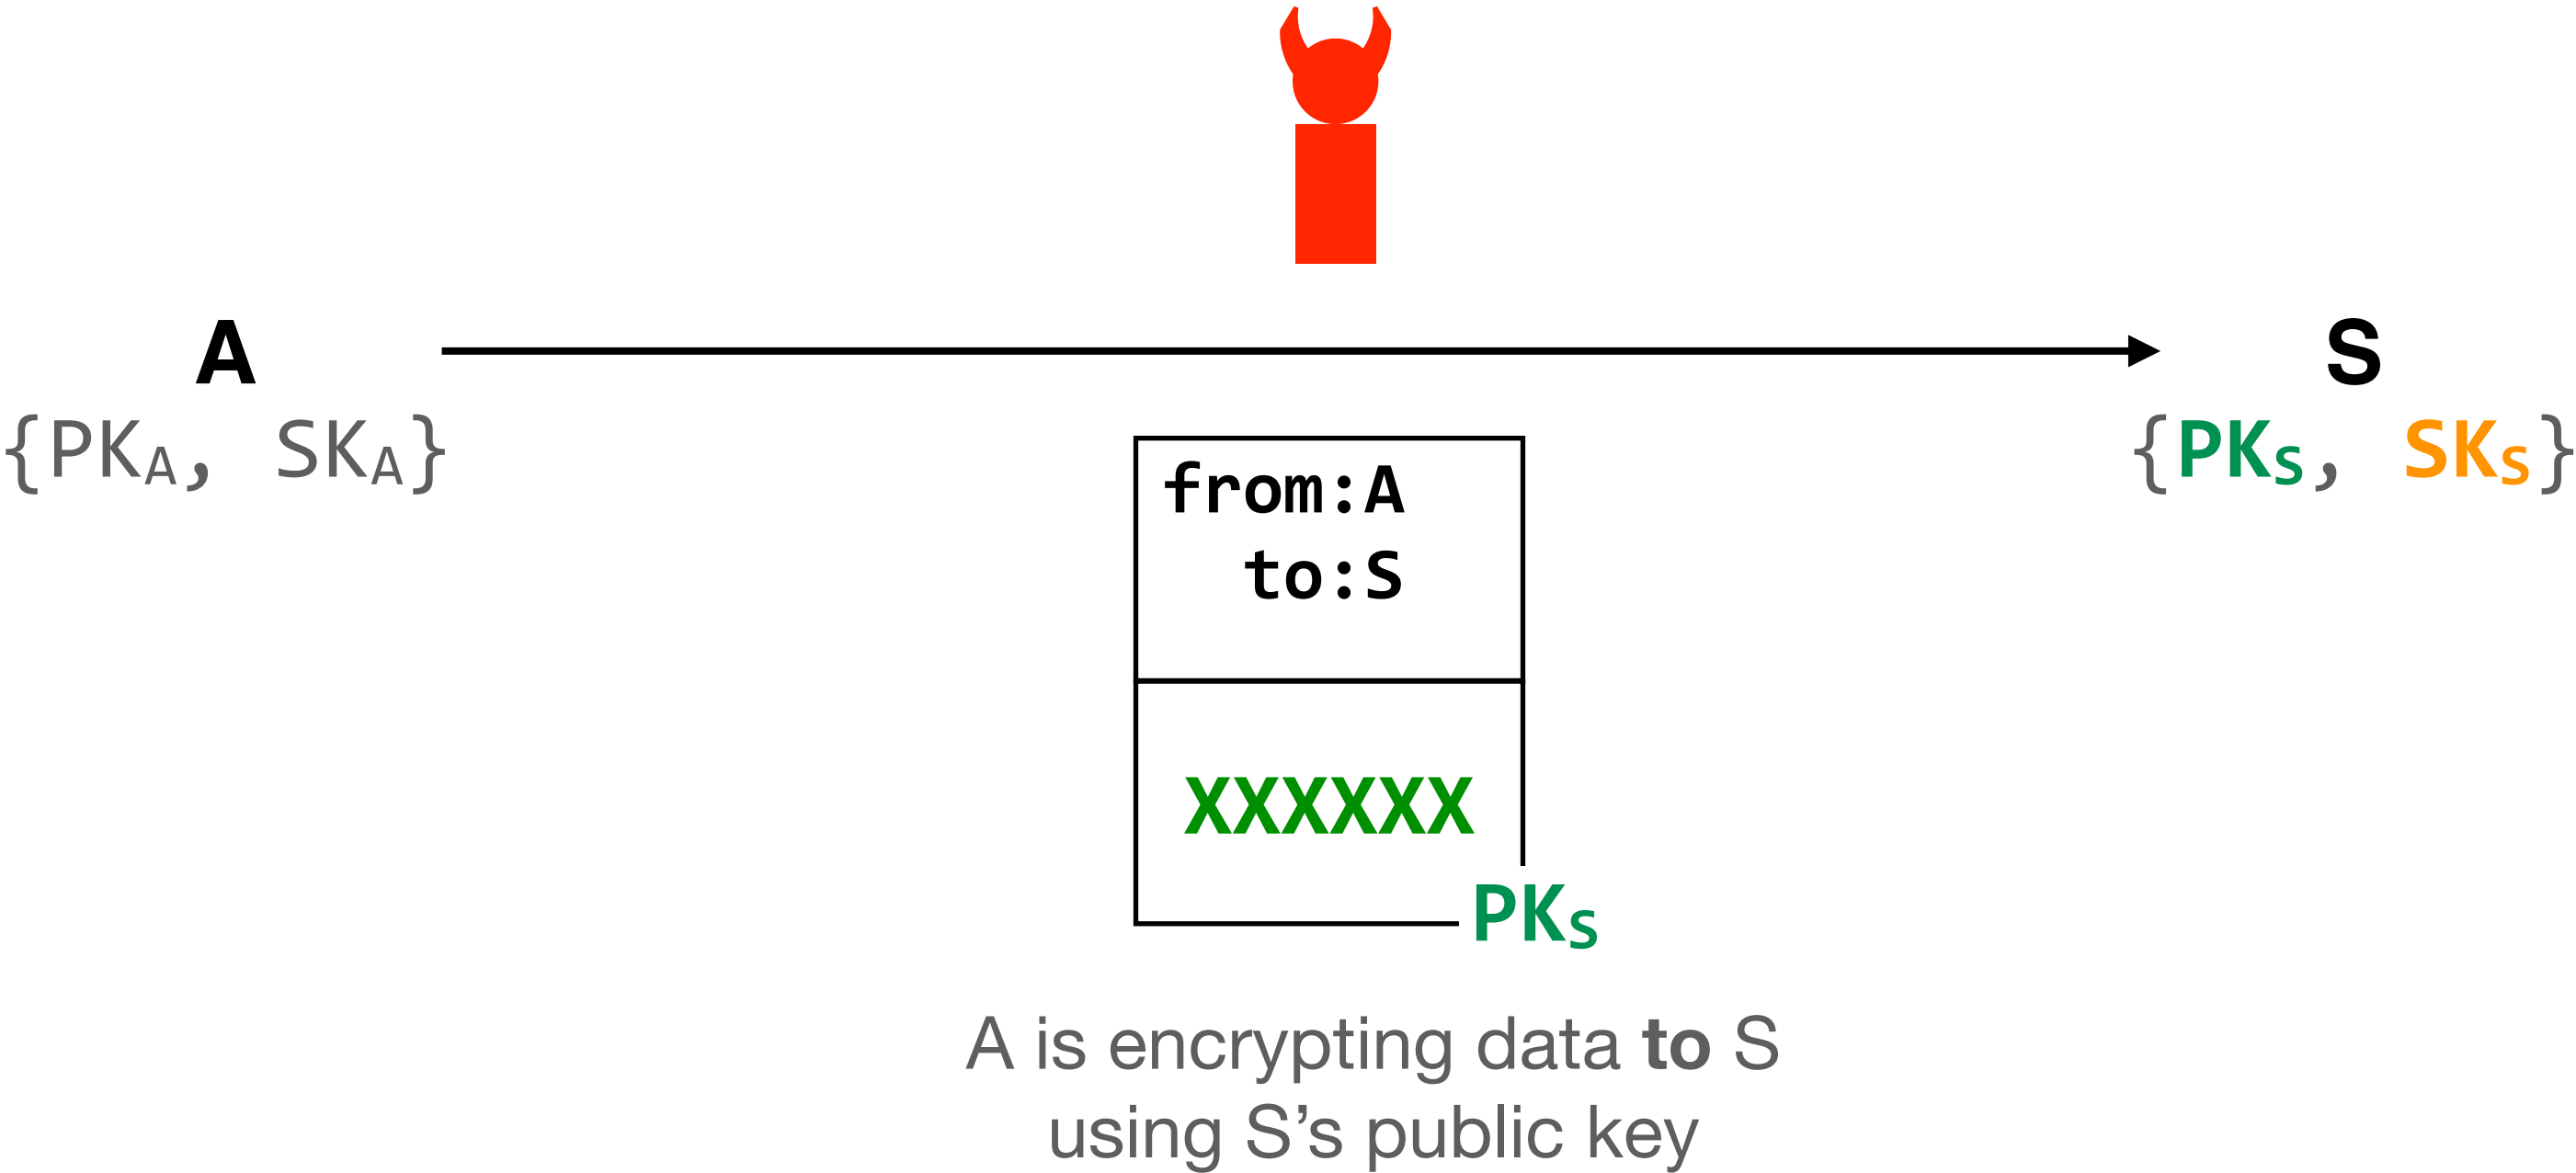 A
S
{PKA, SKA}
{PKS, SKS}
from:A
to:S
XXXXXX
PKS
A is encrypting data to S
using S’s public key